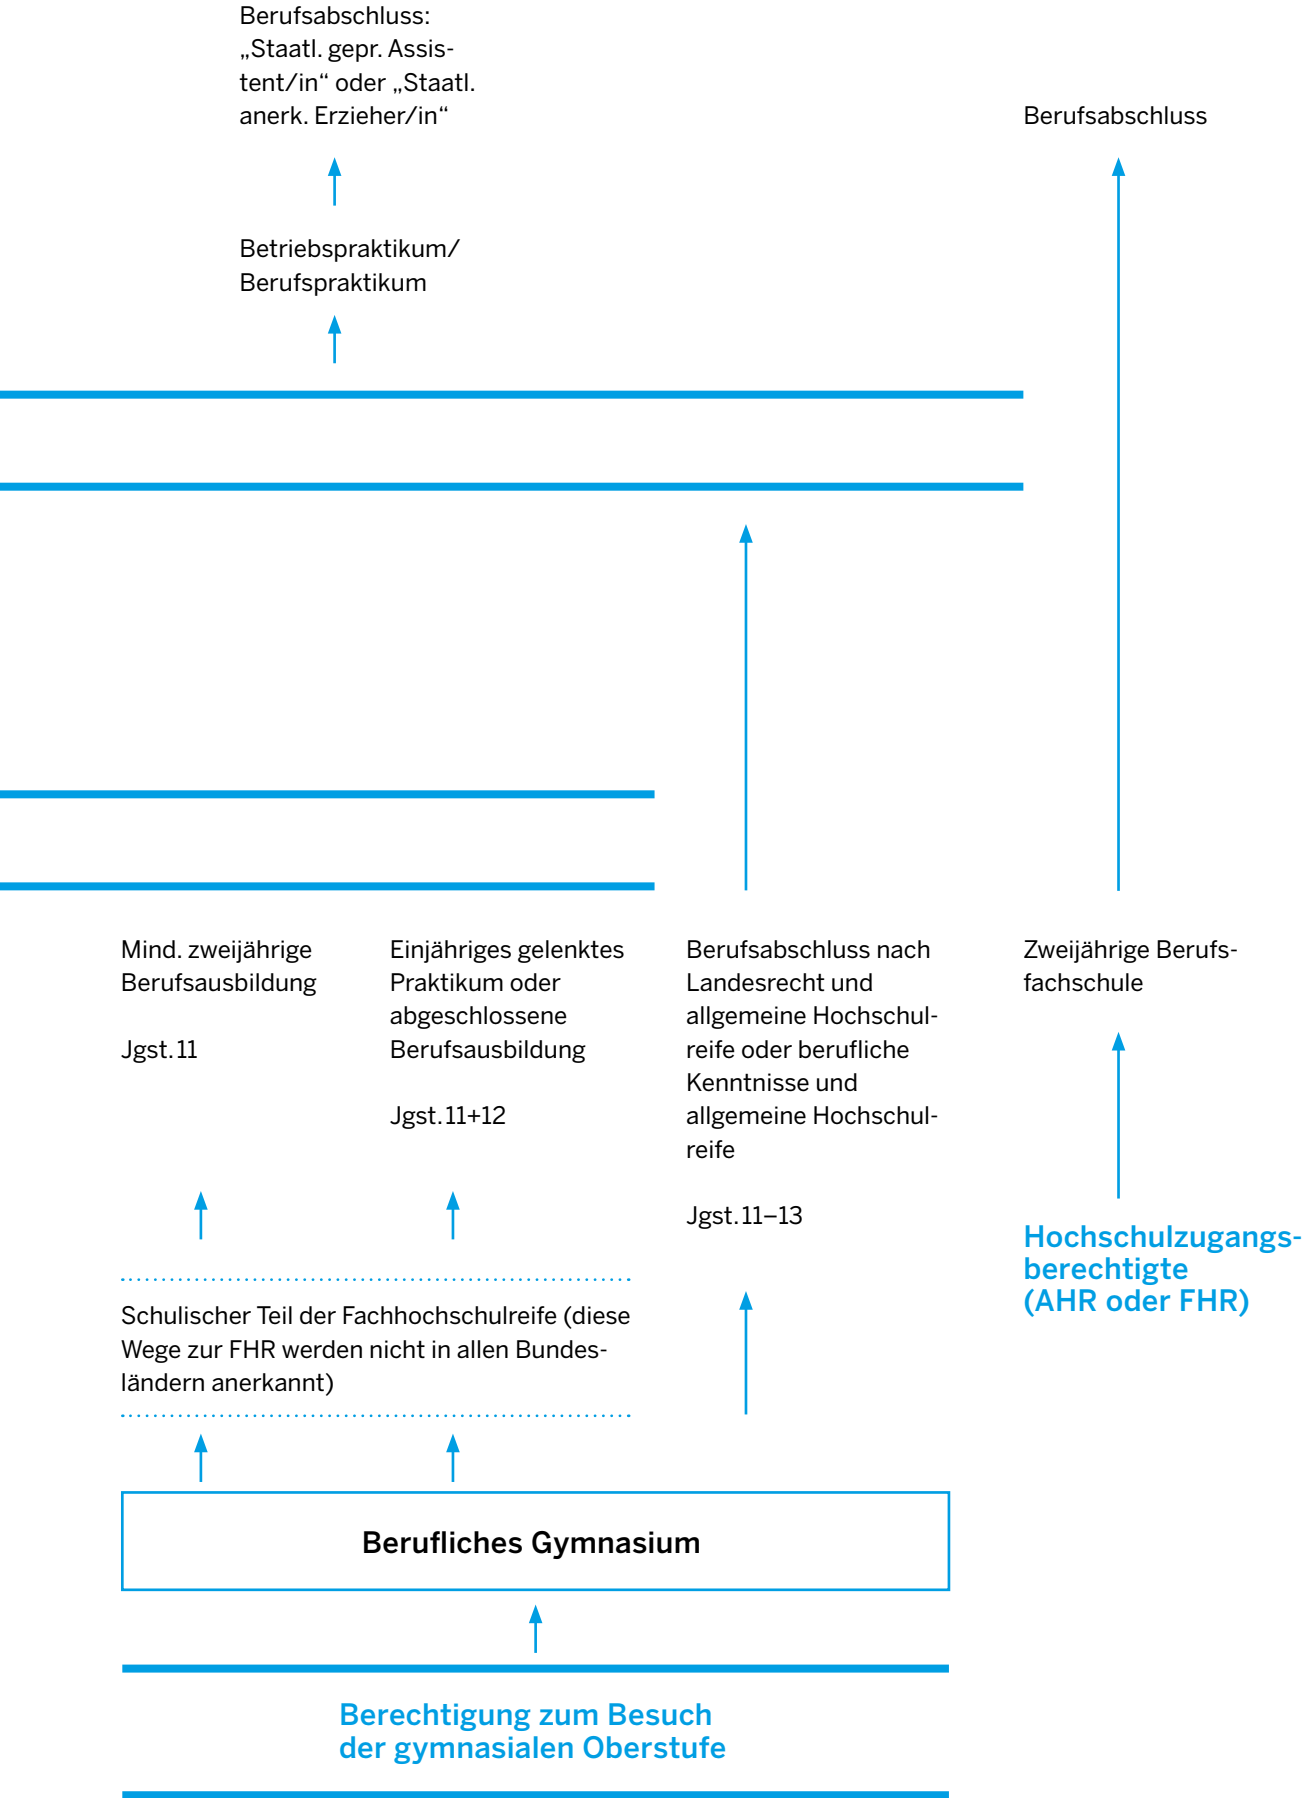 Berufsabschluss:
„Staatl. gepr. Assis-
tent/in“ oder „Staatl.
anerk. Erzieher/in“
Berufsabschluss
Betriebspraktikum/
Berufspraktikum
Mind. zweijährige
Berufsausbildung
Jgst. 11
Einjähriges gelenktes
Praktikum oder
abgeschlossene
Berufsausbildung
Jgst. 11+12
Berufsabschluss nach
Landesrecht und
allgemeine Hochschul-
reife oder berufliche
Kenntnisse und
allgemeine Hochschul-
reife
Jgst. 11–13
Zweijährige Berufs-
fachschule
Hochschulzugangs-
berechtigte
(AHR oder FHR)
Schulischer Teil der Fachhochschulreife (diese
Wege zur FHR werden nicht in allen Bundes-
ländern anerkannt)
Berufliches Gymnasium
Berechtigung zum Besuch
der gymnasialen Oberstufe